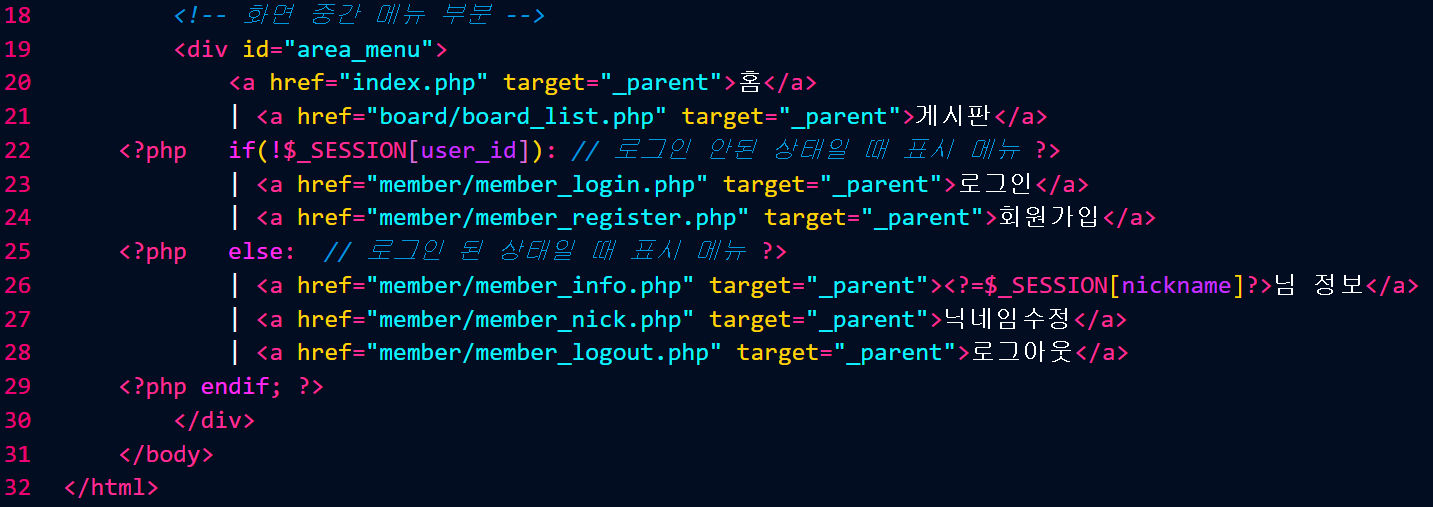 18 <!-- 화면 중간 메뉴 부분 -->
19 <div id="area_menu">
20 <a href="index.php" target="_parent">홈</a>
21 | <a href="board/board_list.php" target="_parent">게시판</a>
22 <?php if(!$_SESSION[user_id]): // 로그인 안된 상태일 때 표시 메뉴 ?>
23 | <a href="member/member_login.php" target="_parent">로그인</a>
24 | <a href="member/member_register.php" target="_parent">회원가입</a>
25 <?php else: // 로그인 된 상태일 때 표시 메뉴 ?>
26 | <a href="member/member_info.php" target="_parent"><?=$_SESSION[nickname]?>님 정보</a>
27 | <a href="member/member_nick.php" target="_parent">닉네임수정</a>
28 | <a href="member/member_logout.php" target="_parent">로그아웃</a>
29 <?php endif; ?>
30 </div>
31 </body>
32 </html>